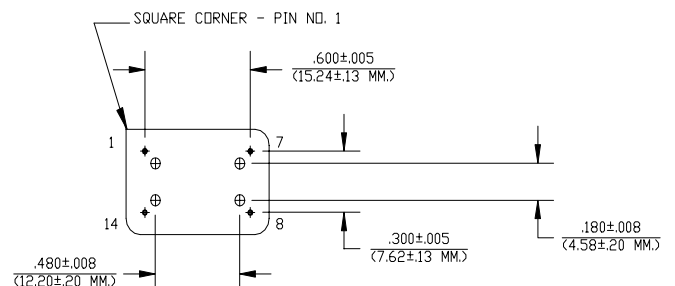 SQUARE CORNER - PIN NO. 1
.600±.005
(15.24±.13 MM.)
1
7
14
8
.300±.005
(7.62±.13 MM.)
.180±.008
(4.58±.20 MM.)
.480±.008
(12.20±.20 MM.)